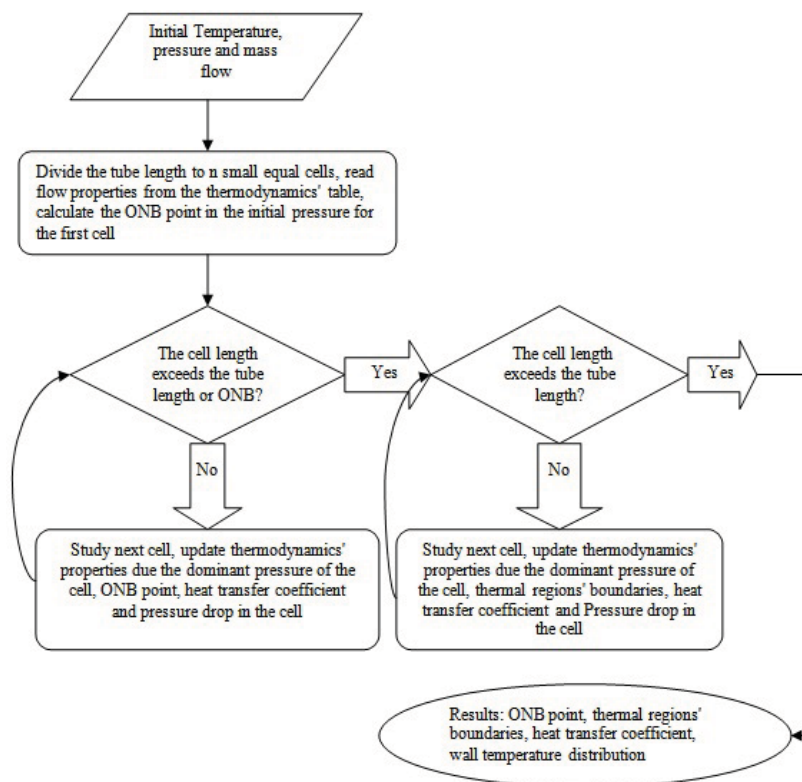 Initial Temperature,
pressure and mass
flow
Divide the tube length to n small equal cells, read
flow properties from the thermodynamics' table,
calculate the ONB point in the initial pressure for
the first cell
The cell length
exceeds the tube
length or ONB?
Yes
No
Study next cell, update thermodynamics'
properties due the dominant pressure of the
cell, ONB point, heat transfer coefficient
and pressure drop in the cell
The cell length
exceeds the tube
length?
Yes
No
Study next cell, update thermodynamics'
properties due the dominant pressure of
the cell, thermal regions' boundaries, heat
transfer coefficient and Pressure drop in
the cell
Results: ONB point, thermal regions'
boundaries, heat transfer coefficient,
wall temperature distribution